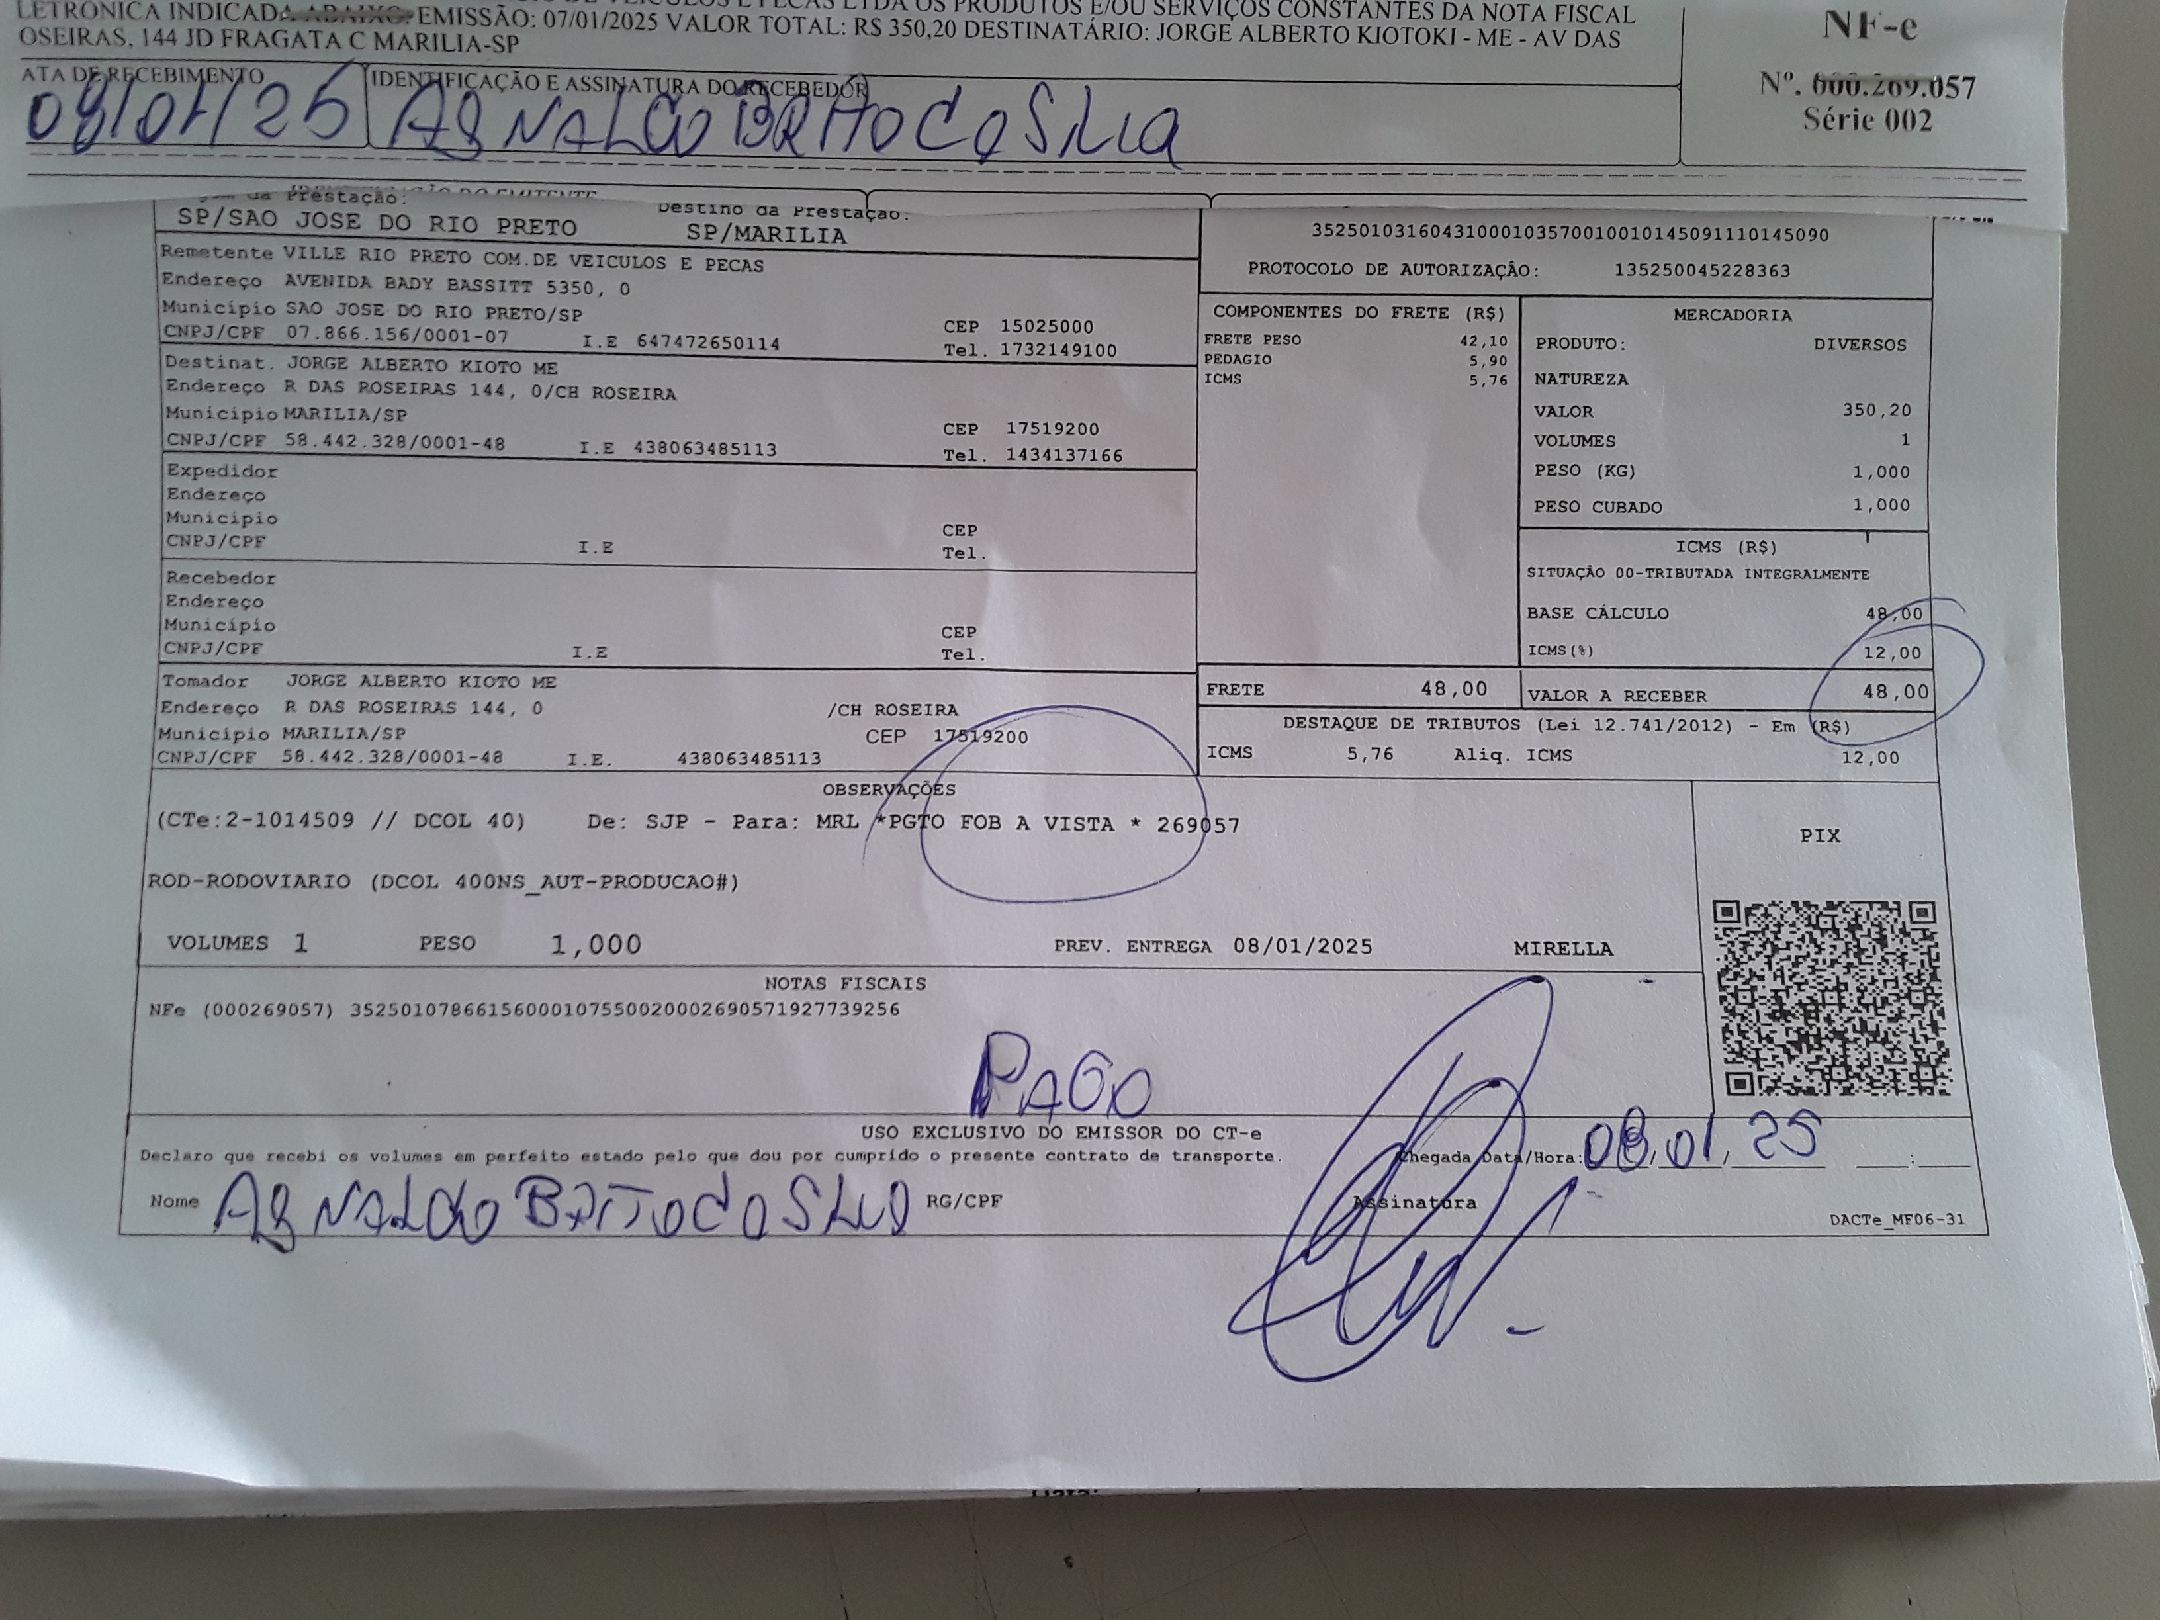 LETRÔNICA INDICADA ABAIXO. EMISSÃO: 07/01/2025 VALOR TOTAL: R$ 350,20 DESTINATÁRIO: JORGE ALBERTO KIOTOKI - ME - AV DAS
OSEIRAS, 144 JD FRAGATA C MARILIA-SP
NF-e
Nº. 000.269.057
Série 002
ATA DE RECEBIMENTO
IDENTIFICAÇÃO E ASSINATURA DO RECEBEDOR
08/01/25 AGNALDO BRITO DA SILVA
da Prestação:
SP/SAO JOSE DO RIO PRETO
Destino da Prestação:
SP/MARILIA
35250103160431000103570010010145091110145090
PROTOCOLO DE AUTORIZAÇÃO: 135250045228363
Remetente VILLE RIO PRETO COM.DE VEICULOS E PECAS
Endereço AVENIDA BADY BASSITT 5350, 0
Município SAO JOSE DO RIO PRETO/SP
CEP 15025000
CNPJ/CPF 07.866.156/0001-07 I.E 647472650114 Tel. 1732149100
Destinat. JORGE ALBERTO KIOTO ME
Endereço R DAS ROSEIRAS 144, 0/CH ROSEIRA
Município MARILIA/SP
CEP 17519200
CNPJ/CPF 58.442.328/0001-48 I.E 438063485113 Tel. 1434137166
Expedidor
Endereço
Município
CEP
CNPJ/CPF I.E Tel.
Recebedor
Endereço
Município
CEP
CNPJ/CPF I.E Tel.
Tomador JORGE ALBERTO KIOTO ME
Endereço R DAS ROSEIRAS 144, 0 /CH ROSEIRA
Município MARILIA/SP CEP 17519200
CNPJ/CPF 58.442.328/0001-48 I.E. 438063485113
COMPONENTES DO FRETE (R$)
FRETE PESO 42,10
PEDAGIO 5,90
ICMS 5,76
MERCADORIA
PRODUTO: DIVERSOS
NATUREZA
VALOR 350,20
VOLUMES 1
PESO (KG) 1,000
PESO CUBADO 1,000
ICMS (R$)
SITUAÇÃO 00-TRIBUTADA INTEGRALMENTE
BASE CÁLCULO 48,00
ICMS(%) 12,00
FRETE 48,00 VALOR A RECEBER 48,00
DESTAQUE DE TRIBUTOS (Lei 12.741/2012) - Em (R$)
ICMS 5,76 Aliq. ICMS 12,00
OBSERVAÇÕES
(CTe:2-1014509 // DCOL 40) De: SJP - Para: MRL *PGTO FOB A VISTA * 269057
ROD-RODOVIARIO (DCOL 400NS_AUT-PRODUCAO#)
VOLUMES 1 PESO 1,000 PREV. ENTREGA 08/01/2025 MIRELLA
PIX
NOTAS FISCAIS
NFe (000269057) 35250107866156000107550020002690571927739256
PAGO
USO EXCLUSIVO DO EMISSOR DO CT-e
Declaro que recebi os volumes em perfeito estado pelo que dou por cumprido o presente contrato de transporte.
Chegada Data/Hora: 08,01,25 :
Nome AGNALDO BRITO DA SILVA RG/CPF Assinatura
DACTe_MF06-31